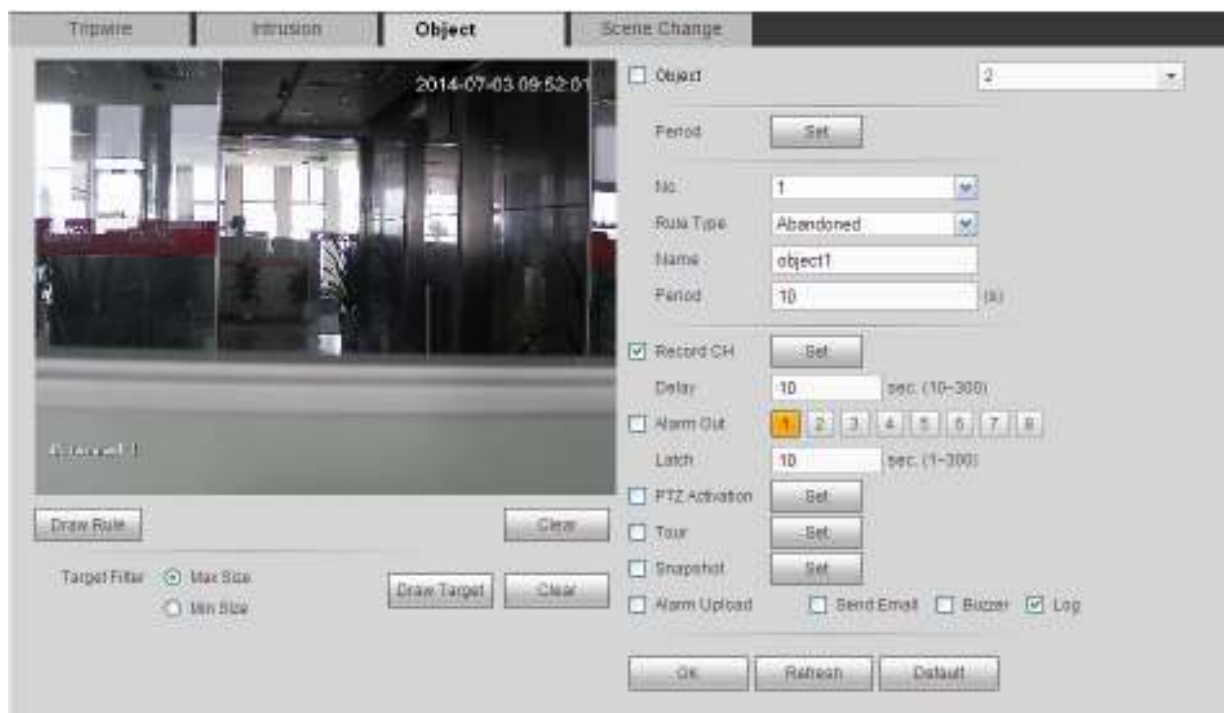 Tripwire Intrusion Object Scene Change
2014-07-03 09:52:01
Object 2
Period Set
No. 1
Rule Type Abandoned
Name object1
Period 10 (s)
Record CH Set
Delay 10 sec. (10~300)
Alarm Out 1 2 3 4 5 6 7 8
Latch 10 sec. (1~300)
PTZ Activation Set
Tour Set
Snapshot Set
Alarm Upload Send Email Buzzer Log
OK Refresh Default
Channel 1
Draw Rule Clear
Target Filter Max Size
Min Size
Draw Target Clear